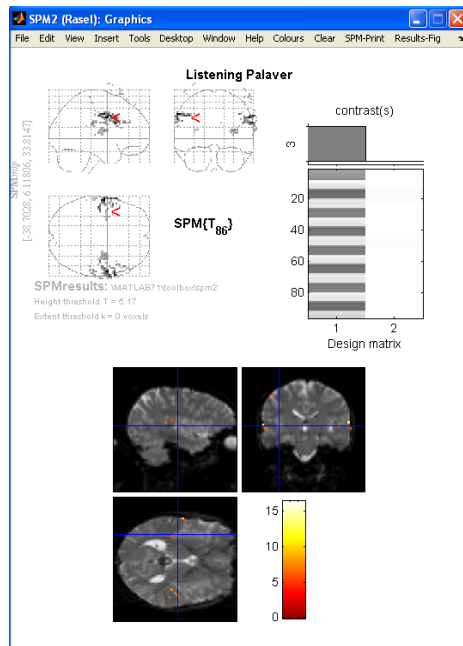 SPM2 (Rasel): Graphics
File Edit View Insert Tools Desktop Window Help Colours Clear SPM-Print Results-Fig
Listening Palaver
contrast(s)
3
SPMmip
[-38.7028, 6.11806, 33.8147]
<
<
<
SPM{T86}
20
40
60
80
1 2
Design matrix
SPMresults: .\MATLAB71\toolbox\spm2
Height threshold T = 5.17
Extent threshold k = 0 voxels
15
10
5
0